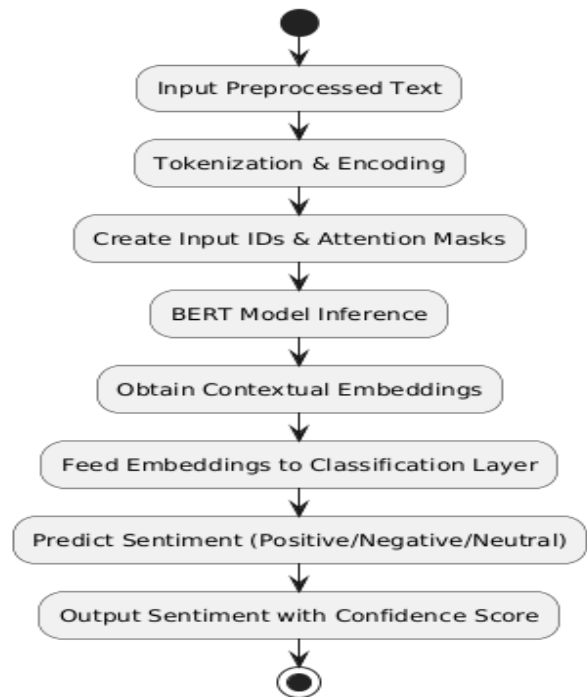 Input Preprocessed Text
Tokenization & Encoding
Create Input IDs & Attention Masks
BERT Model Inference
Obtain Contextual Embeddings
Feed Embeddings to Classification Layer
Predict Sentiment (Positive/Negative/Neutral)
Output Sentiment with Confidence Score